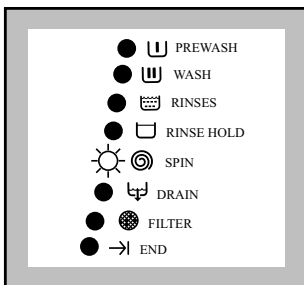 PREWASH
WASH
RINSES
RINSE HOLD
SPIN
DRAIN
FILTER
END